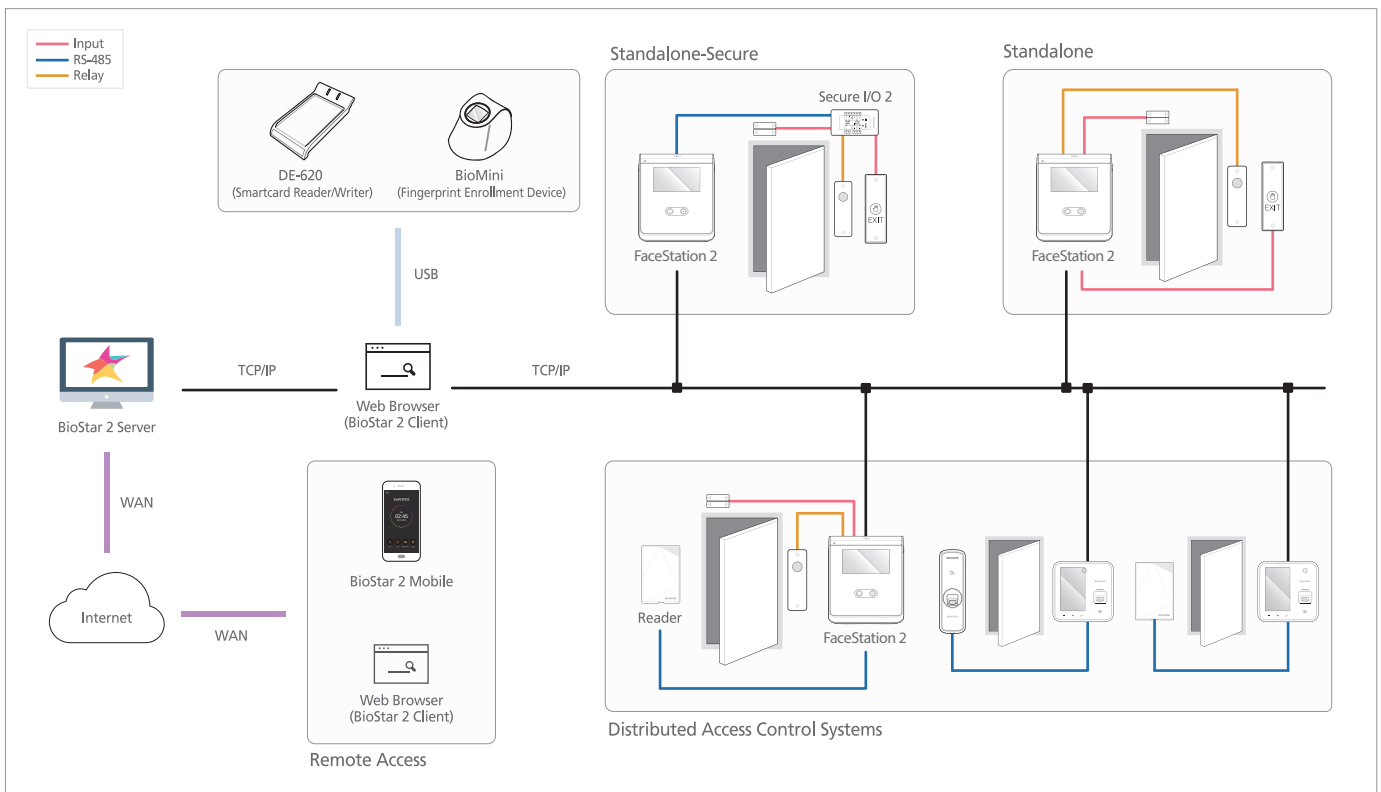 Input
RS-485
Relay
Standalone-Secure
Standalone
Secure I/O 2
DE-620
(Smartcard Reader/Writer)
BioMini
(Fingerprint Enrollment Device)
EXIT
FaceStation 2
EXIT
FaceStation 2
USB
TCP/IP
TCP/IP
BioStar 2 Server
Web Browser
(BioStar 2 Client)
WAN
02:45
BioStar 2 Mobile
Internet
WAN
Web Browser
(BioStar 2 Client)
Remote Access
Reader
FaceStation 2
Distributed Access Control Systems